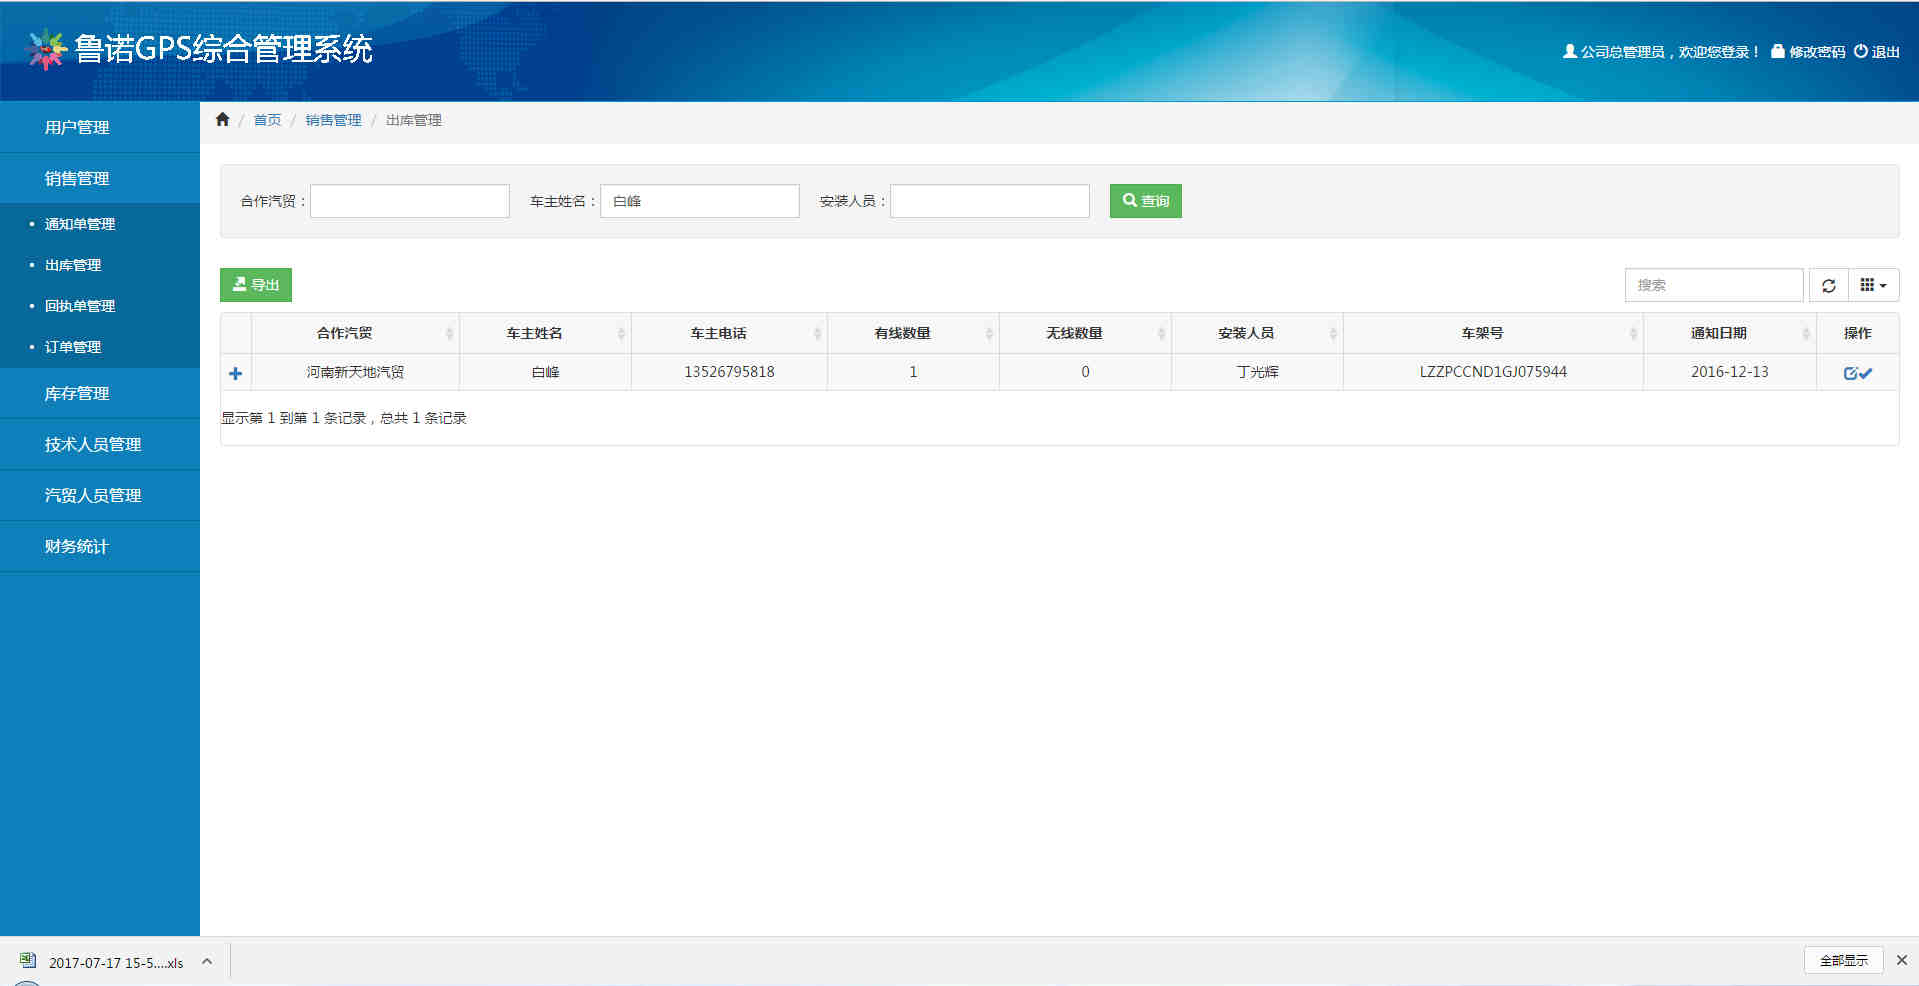 鲁诺GPS综合管理系统
公司总管理员，欢迎您登录！ 修改密码 退出
用户管理
销售管理
通知单管理
出库管理
回执单管理
订单管理
库存管理
技术人员管理
汽贸人员管理
财务统计
/ 首页 / 销售管理 / 出库管理
合作汽贸： 车主姓名： 白峰 安装人员： 查询
导出 搜索
合作汽贸 车主姓名 车主电话 有线数量 无线数量 安装人员 车架号 通知日期 操作
河南新天地汽贸 白峰 13526795818 1 0 丁光辉 LZZPCCND1GJ075944 2016-12-13
显示第 1 到第 1 条记录，总共 1 条记录
2017-07-17 15-5....xls 全部显示